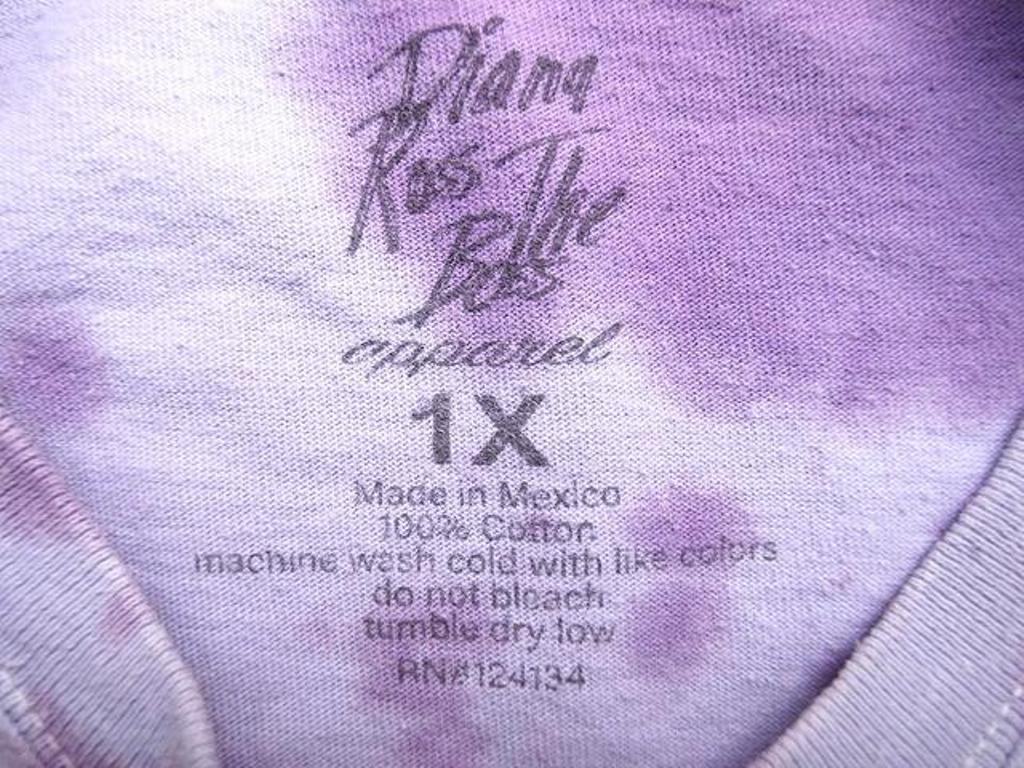 Diana
Ross The
Boss
apparel
1X
Made in Mexico
100% Cotton
machine wash cold with like colors
do not bleach
tumble dry low
RN#124134